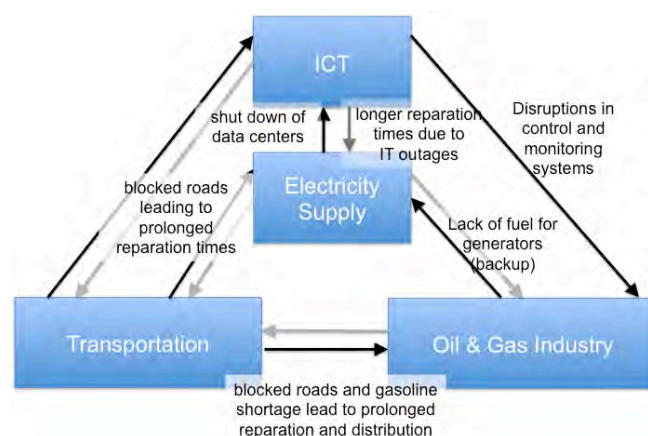 ICT
shut down of
data centers
longer reparation
times due to
IT outages
Disruptions in
control and
monitoring
systems
blocked roads
leading to
prolonged
reparation times
Electricity
Supply
Lack of fuel for
generators
(backup)
Transportation
Oil & Gas Industry
blocked roads and gasoline
shortage lead to prolonged
reparation and distribution